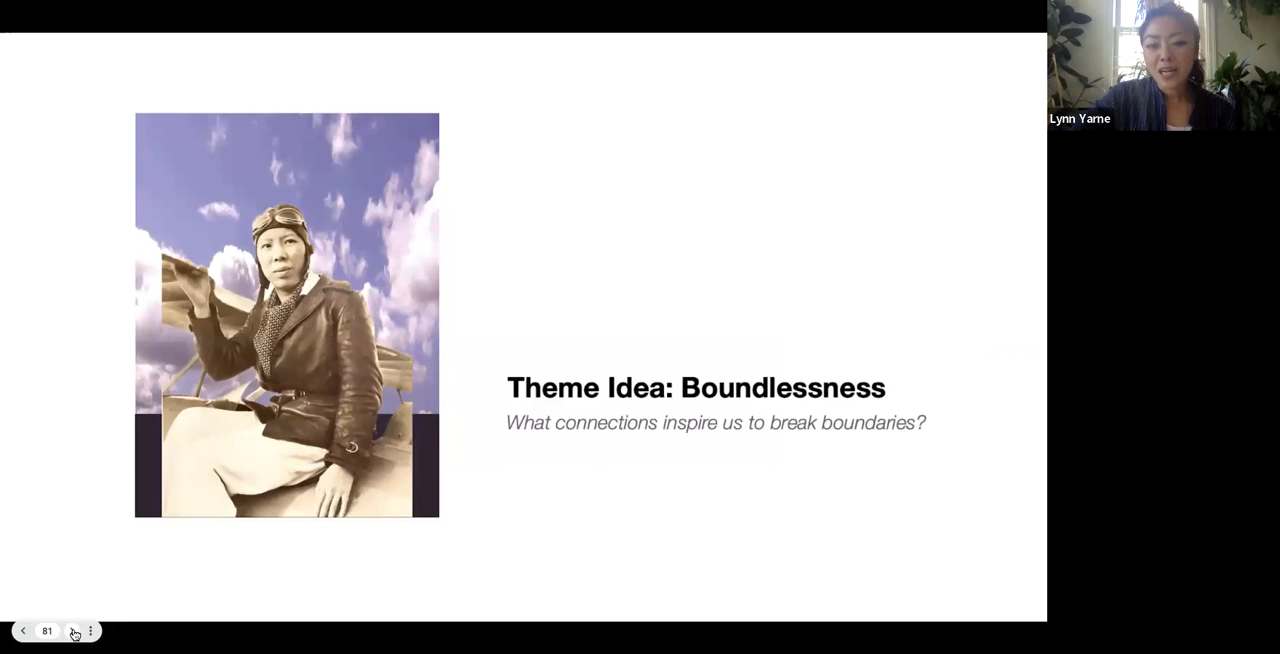 Lynn Yarne
Theme Idea: Boundlessness
What connections inspire us to break boundaries?
81